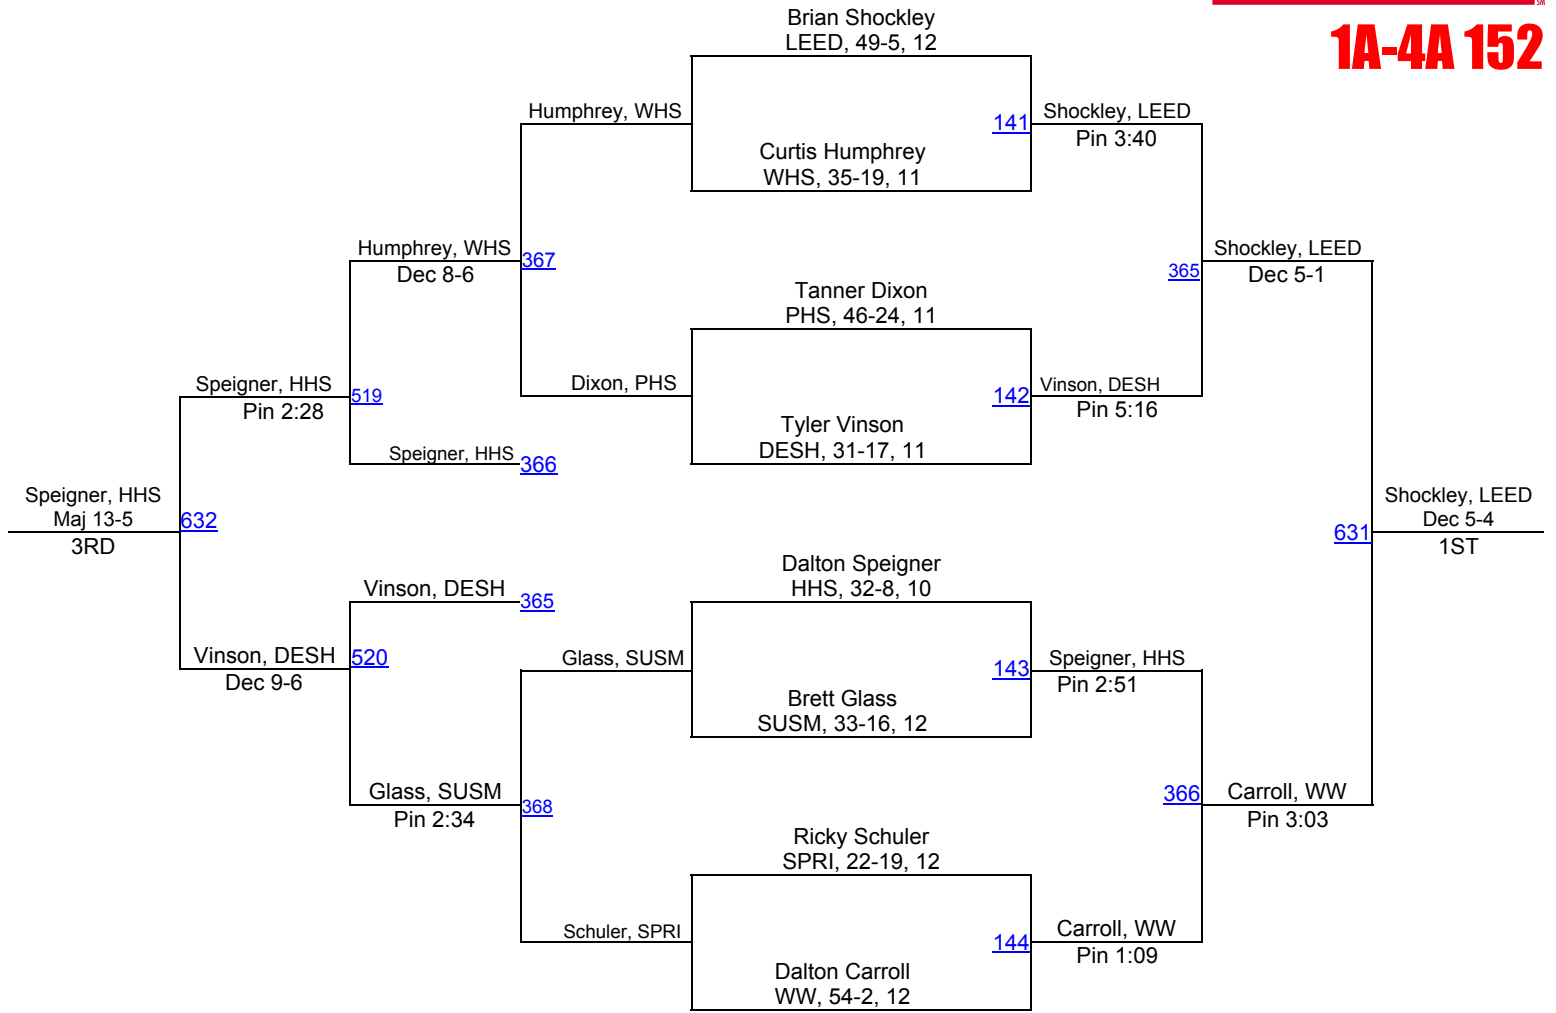 SM
1A-4A 152
Brian Shockley
LEED, 49-5, 12
Humphrey, WHS
141
Shockley, LEED
Pin 3:40
Curtis Humphrey
WHS, 35-19, 11
Humphrey, WHS
Dec 8-6
367
365
Shockley, LEED
Dec 5-1
Tanner Dixon
PHS, 46-24, 11
Speigner, HHS
Pin 2:28
519
Dixon, PHS
142
Vinson, DESH
Pin 5:16
Tyler Vinson
DESH, 31-17, 11
Speigner, HHS
366
Speigner, HHS
Maj 13-5
3RD
632
631
Shockley, LEED
Dec 5-4
1ST
Dalton Speigner
HHS, 32-8, 10
Vinson, DESH
365
Vinson, DESH
Dec 9-6
520
Glass, SUSM
143
Speigner, HHS
Pin 2:51
Brett Glass
SUSM, 33-16, 12
Glass, SUSM
Pin 2:34
368
366
Carroll, WW
Pin 3:03
Ricky Schuler
SPRI, 22-19, 12
Schuler, SPRI
144
Carroll, WW
Pin 1:09
Dalton Carroll
WW, 54-2, 12